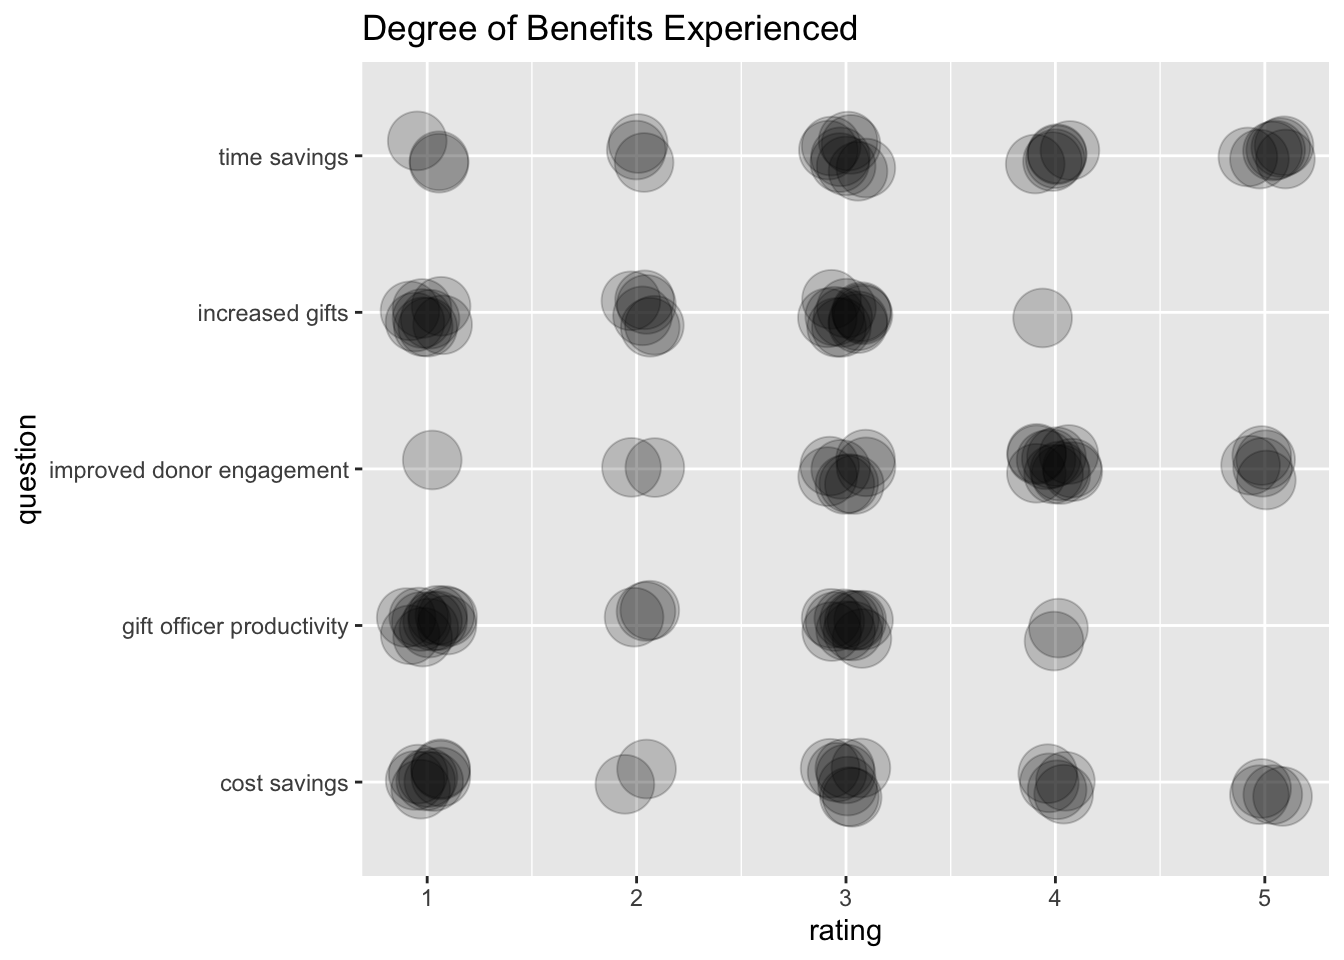 Degree of Benefits Experienced
time savings
increased gifts
improved donor engagement
gift officer productivity
cost savings
question
1 2 3 4 5
rating